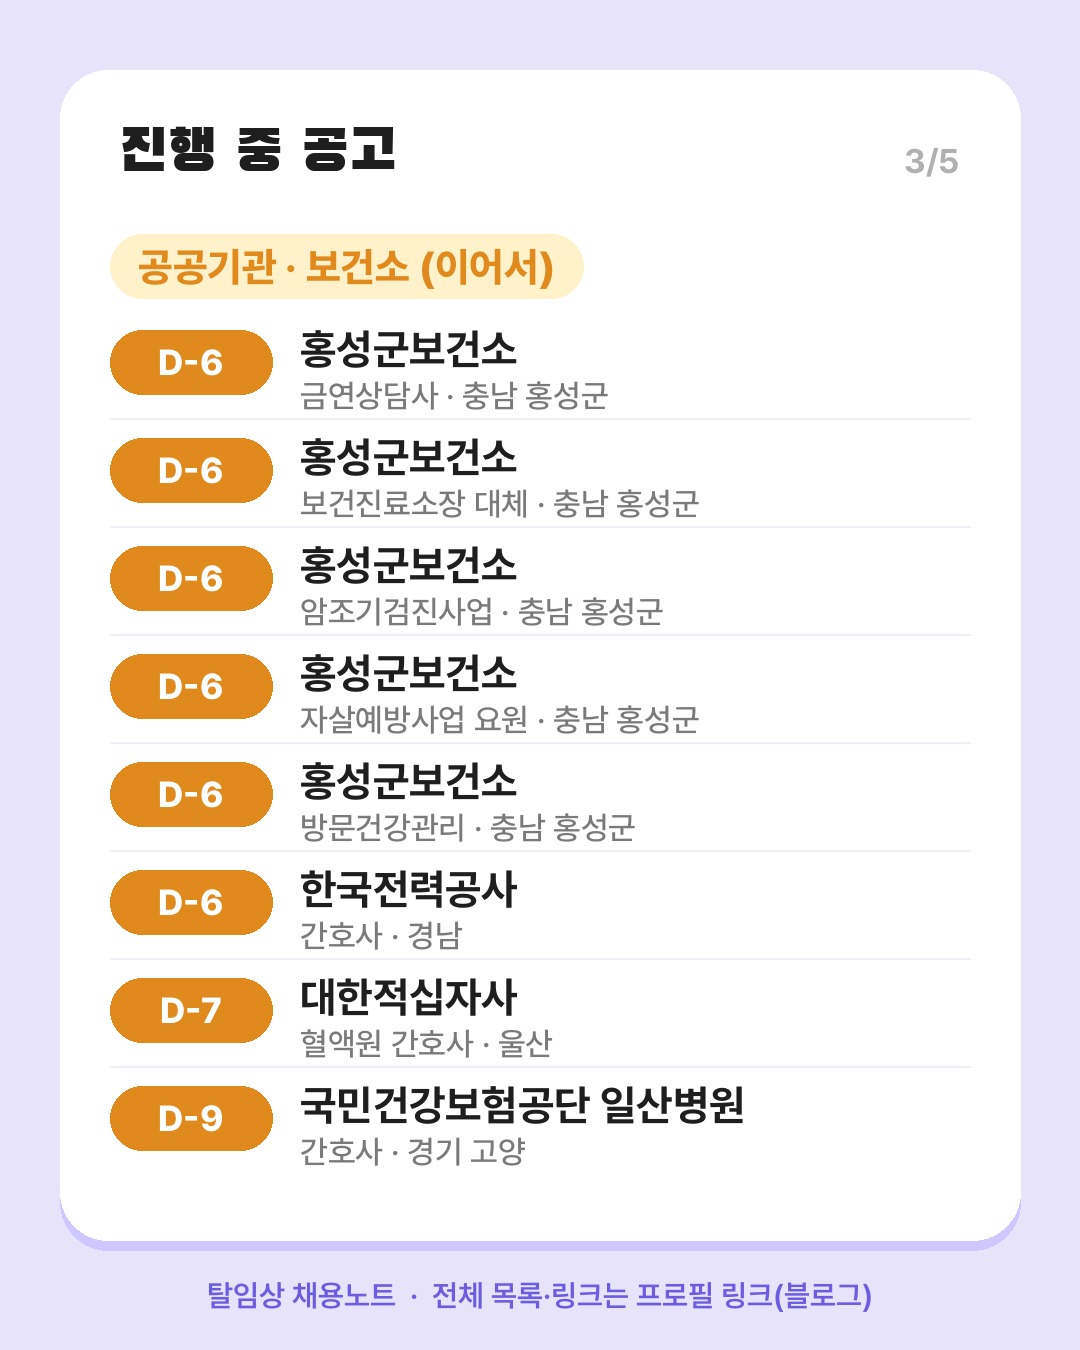 진행 중 공고
3/5
공공기관 · 보건소 (이어서)
D-6
홍성군보건소
금연상담사 · 충남 홍성군
D-6
홍성군보건소
보건진료소장 대체 · 충남 홍성군
D-6
홍성군보건소
암조기검진사업 · 충남 홍성군
D-6
홍성군보건소
자살예방사업 요원 · 충남 홍성군
D-6
홍성군보건소
방문건강관리 · 충남 홍성군
D-6
한국전력공사
간호사 · 경남
D-7
대한적십자사
혈액원 간호사 · 울산
D-9
국민건강보험공단 일산병원
간호사 · 경기 고양
탈임상 채용노트 · 전체 목록·링크는 프로필 링크(블로그)